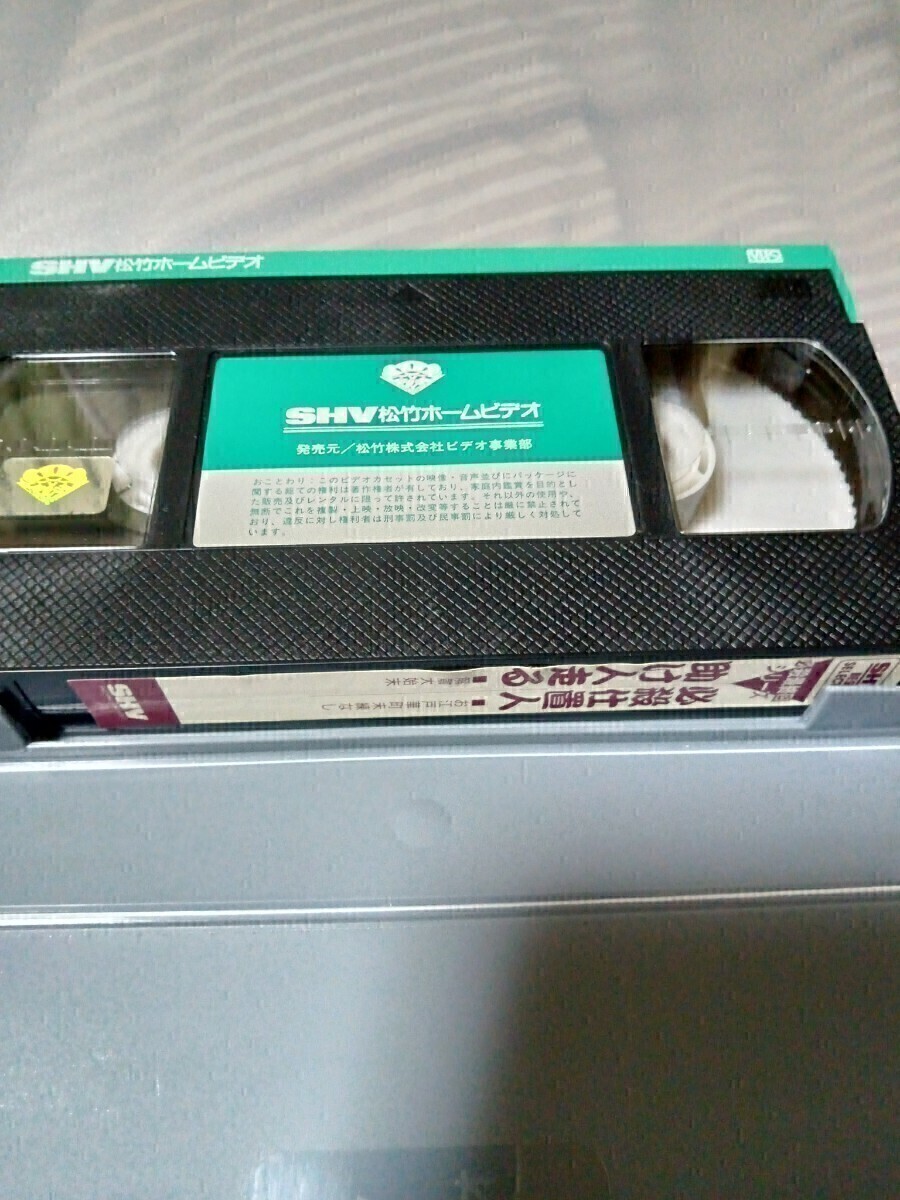 SHV松竹ホームビデオ
VHS
SHV松竹ホームビデオ
発売元／松竹株式会社ビデオ事業部
おことわり：このビデオカセットの映像・音声並びにパッケージに
関する総ての権利は著作権者が有しており、家庭内鑑賞を目的とし
た販売及びレンタルに限って許されています。それ以外の使用や、
無断でこれを複製・上映・放映・改変等することは厳に禁止されて
おり、違反に対し権利者は刑事罰及び民事罰により厳しく対処して
います。
必殺仕置人
助け人走る
SHV